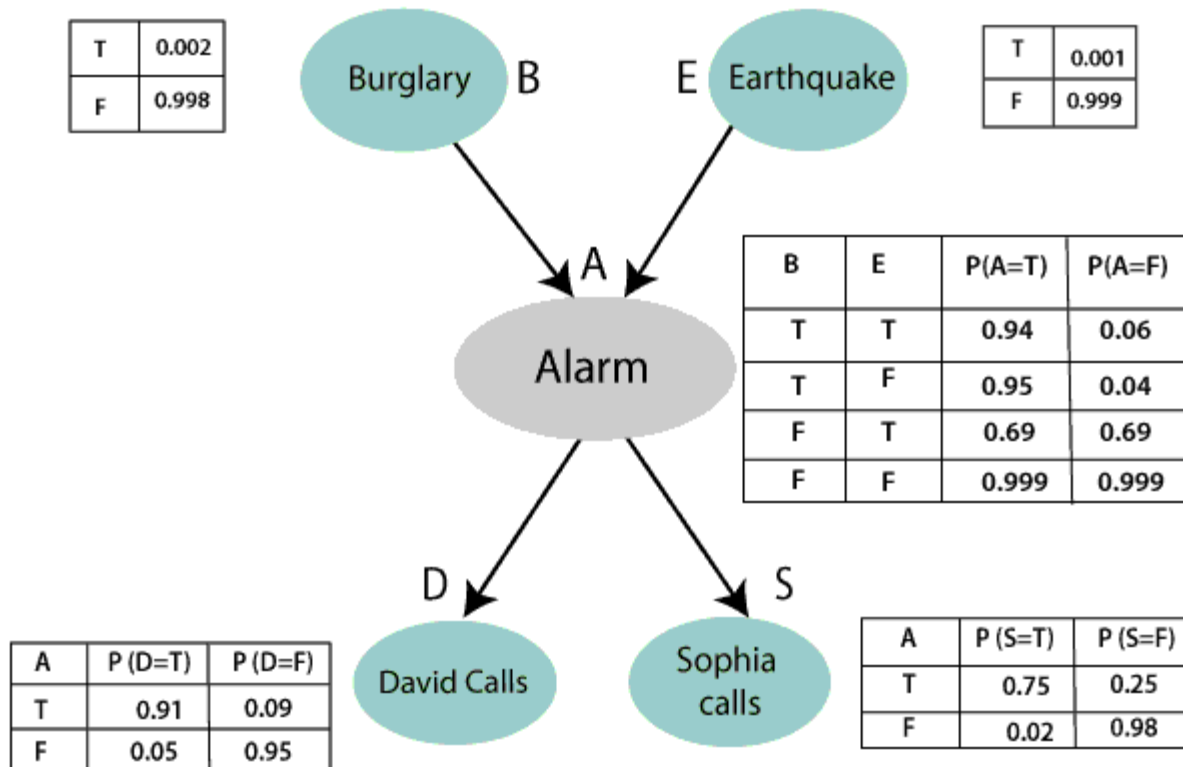 T 0.002
F 0.998
Burglary B
E Earthquake
T 0.001
F 0.999
A
Alarm
B E P(A=T) P(A=F)
T T 0.94 0.06
T F 0.95 0.04
F T 0.69 0.69
F F 0.999 0.999
D
S
A P (D=T) P (D=F)
T 0.91 0.09
F 0.05 0.95
David Calls
Sophia
calls
A P (S=T) P (S=F)
T 0.75 0.25
F 0.02 0.98